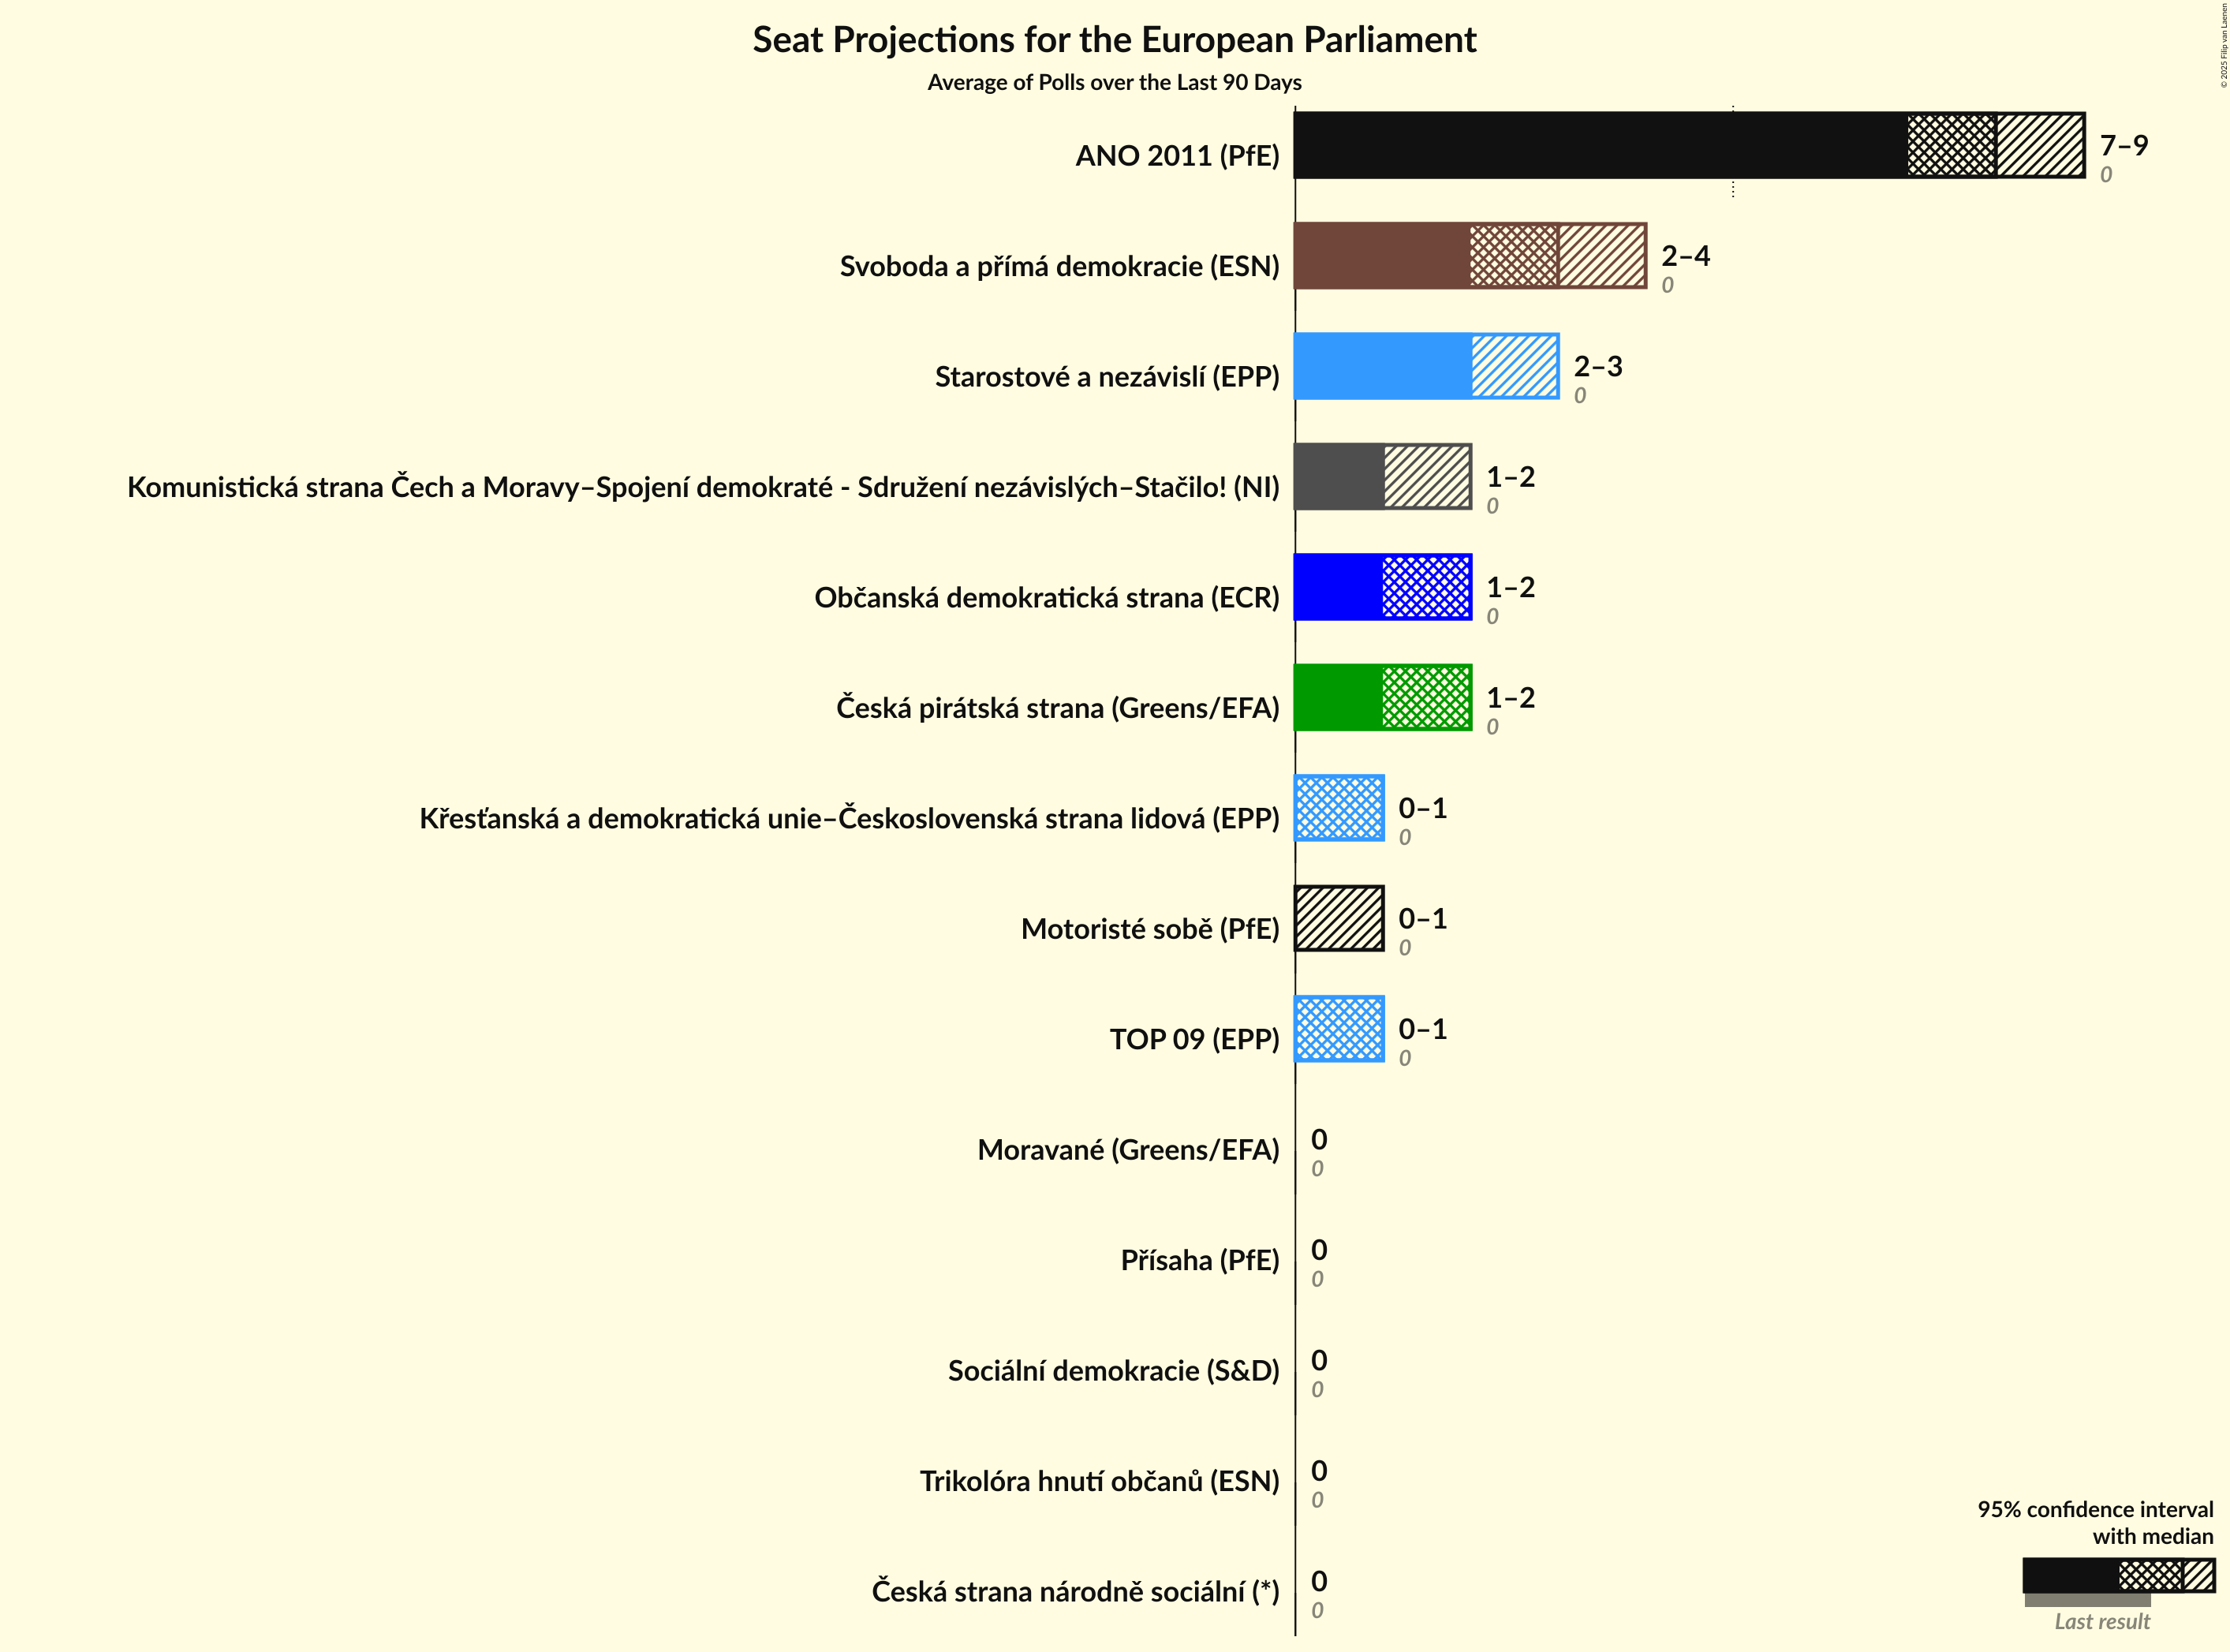 Seat Projections for the European Parliament
Average of Polls over the Last 90 Days
© 2025 Filip van Laenen
ANO 2011 (PfE)
7–9
0
Svoboda a přímá demokracie (ESN)
2–4
0
Starostové a nezávislí (EPP)
2–3
0
Komunistická strana Čech a Moravy–Spojení demokraté - Sdružení nezávislých–Stačilo! (NI)
1–2
0
Občanská demokratická strana (ECR)
1–2
0
Česká pirátská strana (Greens/EFA)
1–2
0
Křesťanská a demokratická unie–Československá strana lidová (EPP)
0–1
0
Motoristé sobě (PfE)
0–1
0
TOP 09 (EPP)
0–1
0
Moravané (Greens/EFA)
0
0
Přísaha (PfE)
0
0
Sociální demokracie (S&D)
0
0
Trikolóra hnutí občanů (ESN)
0
0
Česká strana národně sociální (*)
0
0
95% confidence interval
with median
Last result